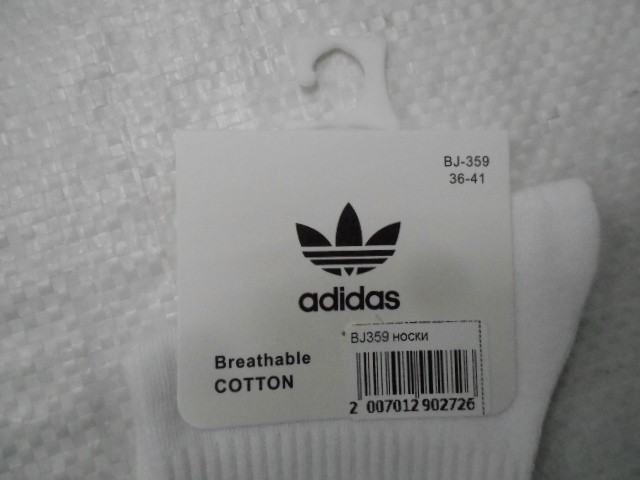 BJ-359
36-41
adidas
BJ359 носки
Breathable
COTTON
2 007012 902726